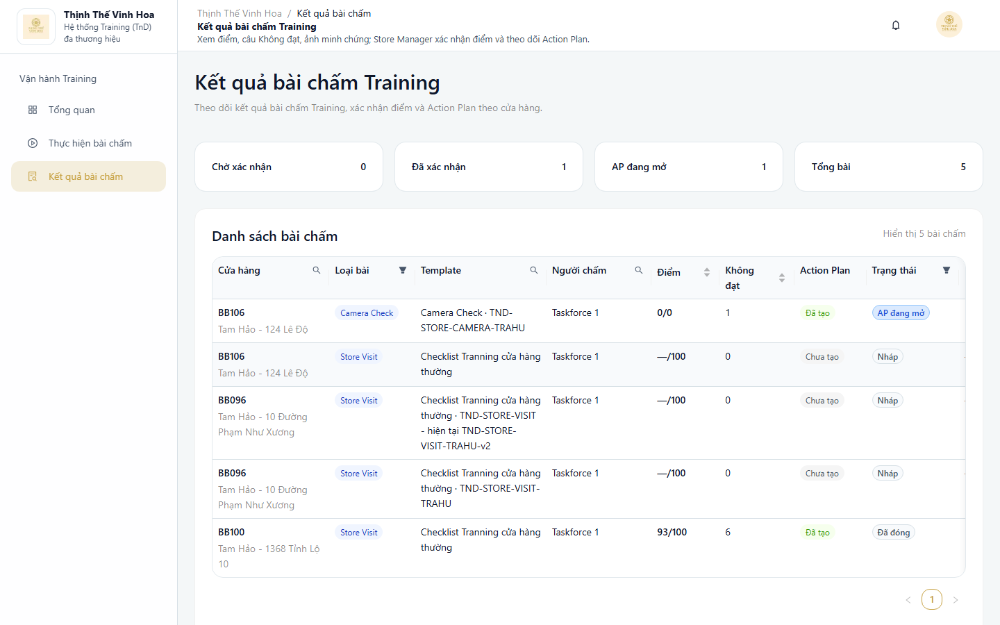 Thịnh Thế Vinh Hoa
Hệ thống Training (TnD)
đa thương hiệu
Vận hành Training
Tổng quan
Thực hiện bài chấm
Kết quả bài chấm
Thịnh Thế Vinh Hoa / Kết quả bài chấm
Kết quả bài chấm Training
Xem điểm, câu Không đạt, ảnh minh chứng; Store Manager xác nhận điểm và theo dõi Action Plan.
Kết quả bài chấm Training
Theo dõi kết quả bài chấm Training, xác nhận điểm và Action Plan theo cửa hàng.
Chờ xác nhận 0
Đã xác nhận 1
AP đang mở 1
Tổng bài 5
Danh sách bài chấm
Hiển thị 5 bài chấm
Cửa hàng Loại bài Template Người chấm Điểm Không đạt Action Plan Trạng thái
BB106 Camera Check Camera Check · TND- Taskforce 1 0/0 1 Đã tạo AP đang mở
Tam Hảo - 124 Lê Độ STORE-CAMERA-TRAHU
BB106 Store Visit Checklist Tranning cửa hàng Taskforce 1 —/100 0 Chưa tạo Nháp
Tam Hảo - 124 Lê Độ thường
BB096 Store Visit Checklist Tranning cửa hàng Taskforce 1 —/100 0 Chưa tạo Nháp
Tam Hảo - 10 Đường thường · TND-STORE-VISIT
Phạm Như Xương - hiện tại TND-STORE-
VISIT-TRAHU-v2
BB096 Store Visit Checklist Tranning cửa hàng Taskforce 1 —/100 0 Chưa tạo Nháp
Tam Hảo - 10 Đường thường · TND-STORE-VISIT-
Phạm Như Xương TRAHU
BB100 Store Visit Checklist Tranning cửa hàng Taskforce 1 93/100 6 Đã tạo Đã đóng
Tam Hảo - 1368 Tỉnh Lộ thường
10
1